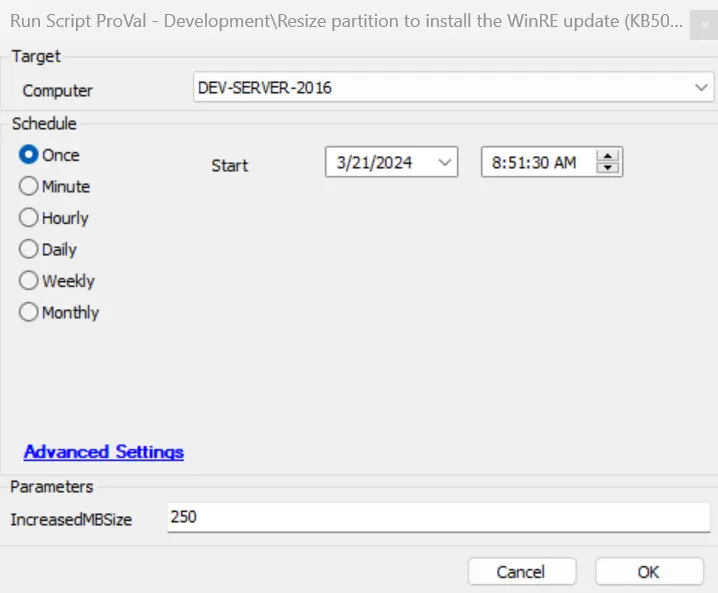 Run Script ProVal - Development\Resize partition to install the WinRE update (KB50...
Target
Computer DEV-SERVER-2016
Schedule
Once Start 3/21/2024 8:51:30 AM
Minute
Hourly
Daily
Weekly
Monthly
Advanced Settings
Parameters
IncreasedMBSize 250
Cancel OK